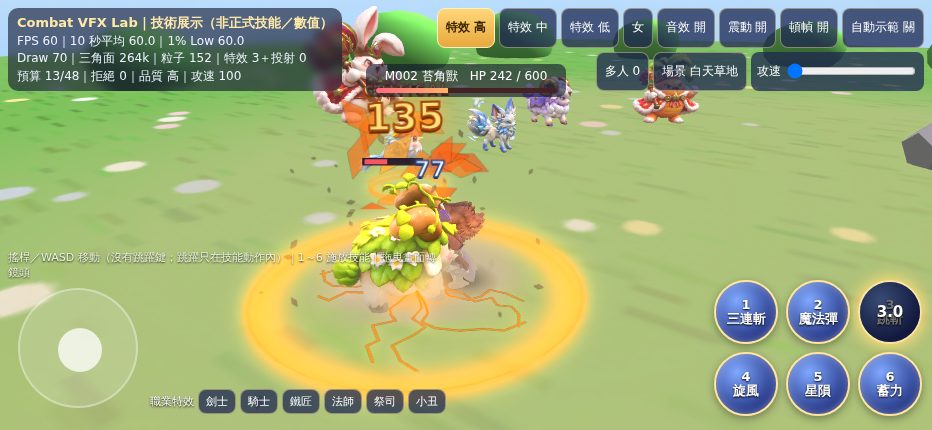 Combat VFX Lab | 技術展示（非正式技能／數值）
FPS 60 | 10 秒平均 60.0 | 1% Low 60.0
Draw 70 | 三角面 264k | 粒子 152 | 特效 3＋投射 0
預算 13/48 | 拒絕 0 | 品質 高 | 攻速 100
特效 高
特效 中
特效 低
女
音效 開
震動 開
頓幀 開
自動示範 關
多人 0
場景 白天草地
攻速
M002 苔角獸 HP 242 / 600
135
77
搖桿／WASD 移動（沒有跳躍鍵；跳躍只在技能動作內） | 1～6 施放技能
鏡頭
1
三連斬
2
魔法彈
3.0
4
旋風
5
星隕
6
蓄力
職業特效
劍士
騎士
鐵匠
法師
祭司
小丑